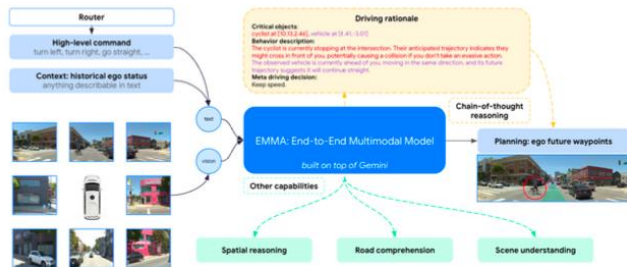 Router
High-level command
turn left, turn right, go straight, ...
Context: historical ego status
anything describable in text
text
vision
Driving rationale
Critical objects:
cyclist at [10.13,2.46], vehicle at [4.41,-3.01]
Behavior description:
The cyclist is currently stopping at the intersection. Their anticipated trajectory indicates they
might cross in front of you, potentially causing a collision if you don't take an evasive action.
The observed vehicle is currently ahead of you, moving in the same direction, and its future
trajectory suggests it will continue straight.
Meta driving decision:
Keep speed.
Chain-of-thought
reasoning
EMMA: End-to-End Multimodal Model
built on top of Gemini
Planning: ego future waypoints
Other capabilities
Spatial reasoning
Road comprehension
Scene understanding